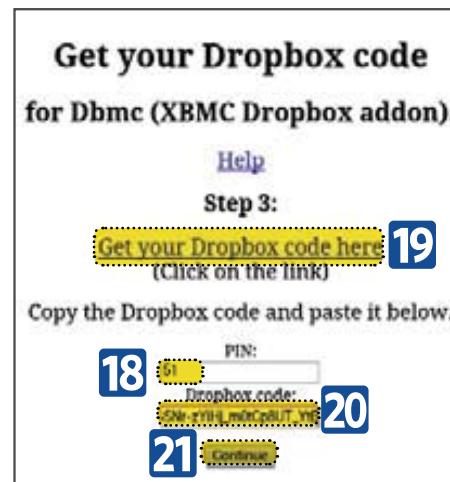 Get your Dropbox code
for Dbmc (XBMC Dropbox addon)
Help
Step 3:
Get your Dropbox code here 19
(Click on the link)
Copy the Dropbox code and paste it below.
PIN:
18 51
Dropbox code:
20
21 Continue